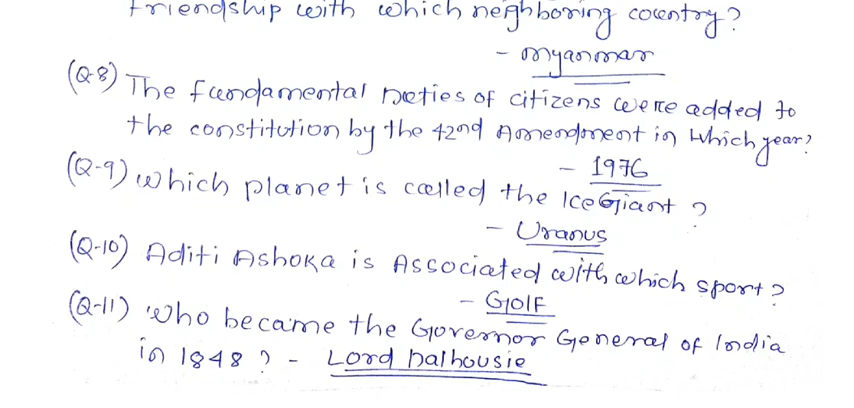 friendship with which neighboring country?
- myanmar
(Q-8) The fundamental Duties of citizens were added to
the constitution by the 42nd Amendment in which year?
- 1976
(Q-9) which planet is called the Ice Giant ?
- Uranus
(Q-10) Aditi Ashoka is Associated with which sport?
- Golf
(Q-11) who became the Governor General of India
in 1848 ? - Lord Dalhousie